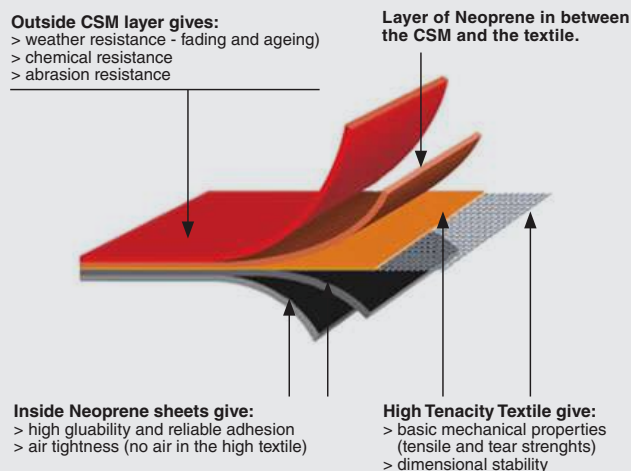 Outside CSM layer gives:
> weather resistance - fading and ageing)
> chemical resistance
> abrasion resistance
Layer of Neoprene in between
the CSM and the textile.
Inside Neoprene sheets give:
> high gluability and reliable adhesion
> air tightness (no air in the high textile)
High Tenacity Textile give:
> basic mechanical properties
(tensile and tear strenghts)
> dimensional stability